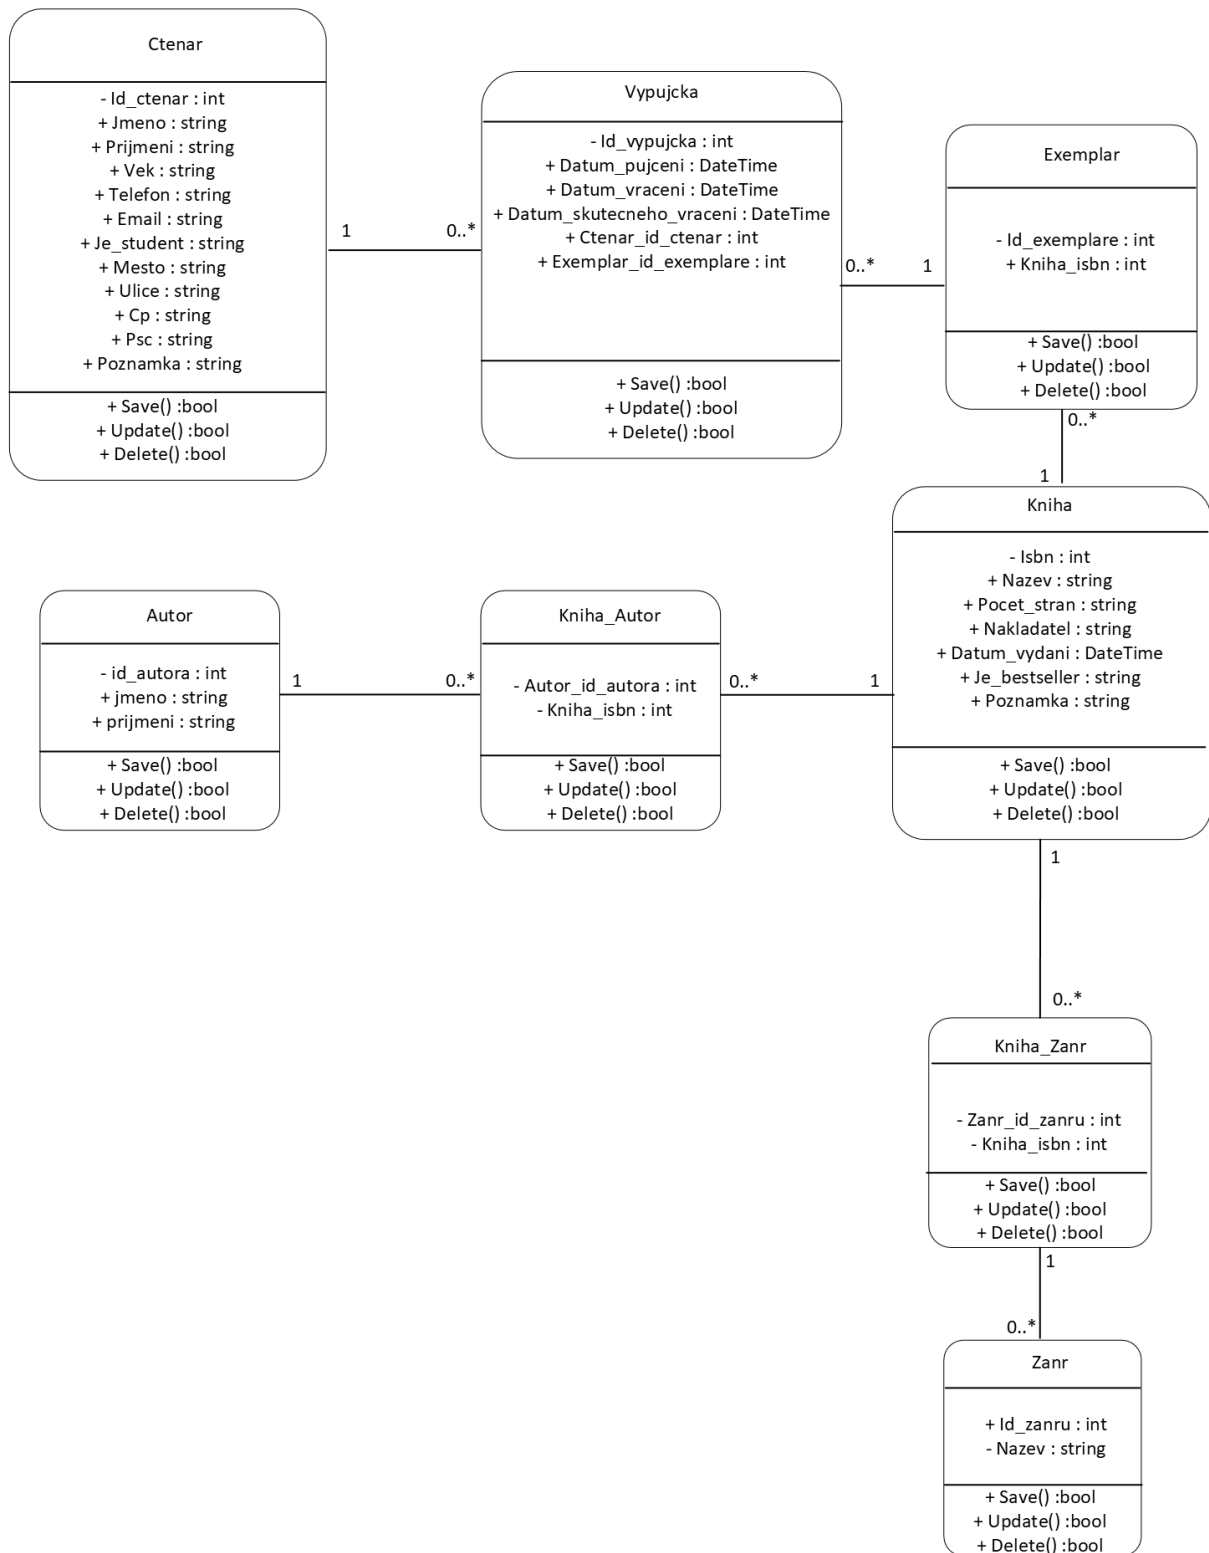 Ctenar
- Id_ctenar : int
+ Jmeno : string
+ Prijmeni : string
+ Vek : string
+ Telefon : string
+ Email : string
+ Je_student : string
+ Mesto : string
+ Ulice : string
+ Cp : string
+ Psc : string
+ Poznamka : string
+ Save() :bool
+ Update() :bool
+ Delete() :bool
1
0..*
Vypujcka
- Id_vypujcka : int
+ Datum_pujceni : DateTime
+ Datum_vraceni : DateTime
+ Datum_skutecneho_vraceni : DateTime
+ Ctenar_id_ctenar : int
+ Exemplar_id_exemplare : int
+ Save() :bool
+ Update() :bool
+ Delete() :bool
0..*
1
Exemplar
- Id_exemplare : int
+ Kniha_isbn : int
+ Save() :bool
+ Update() :bool
+ Delete() :bool
0..*
1
Kniha
- Isbn : int
+ Nazev : string
+ Pocet_stran : string
+ Nakladatel : string
+ Datum_vydani : DateTime
+ Je_bestseller : string
+ Poznamka : string
+ Save() :bool
+ Update() :bool
+ Delete() :bool
Autor
- id_autora : int
+ jmeno : string
+ prijmeni : string
+ Save() :bool
+ Update() :bool
+ Delete() :bool
1
0..*
Kniha_Autor
- Autor_id_autora : int
- Kniha_isbn : int
+ Save() :bool
+ Update() :bool
+ Delete() :bool
0..*
1
1
0..*
Kniha_Zanr
- Zanr_id_zanru : int
- Kniha_isbn : int
+ Save() :bool
+ Update() :bool
+ Delete() :bool
1
0..*
Zanr
+ Id_zanru : int
- Nazev : string
+ Save() :bool
+ Update() :bool
+ Delete() :bool